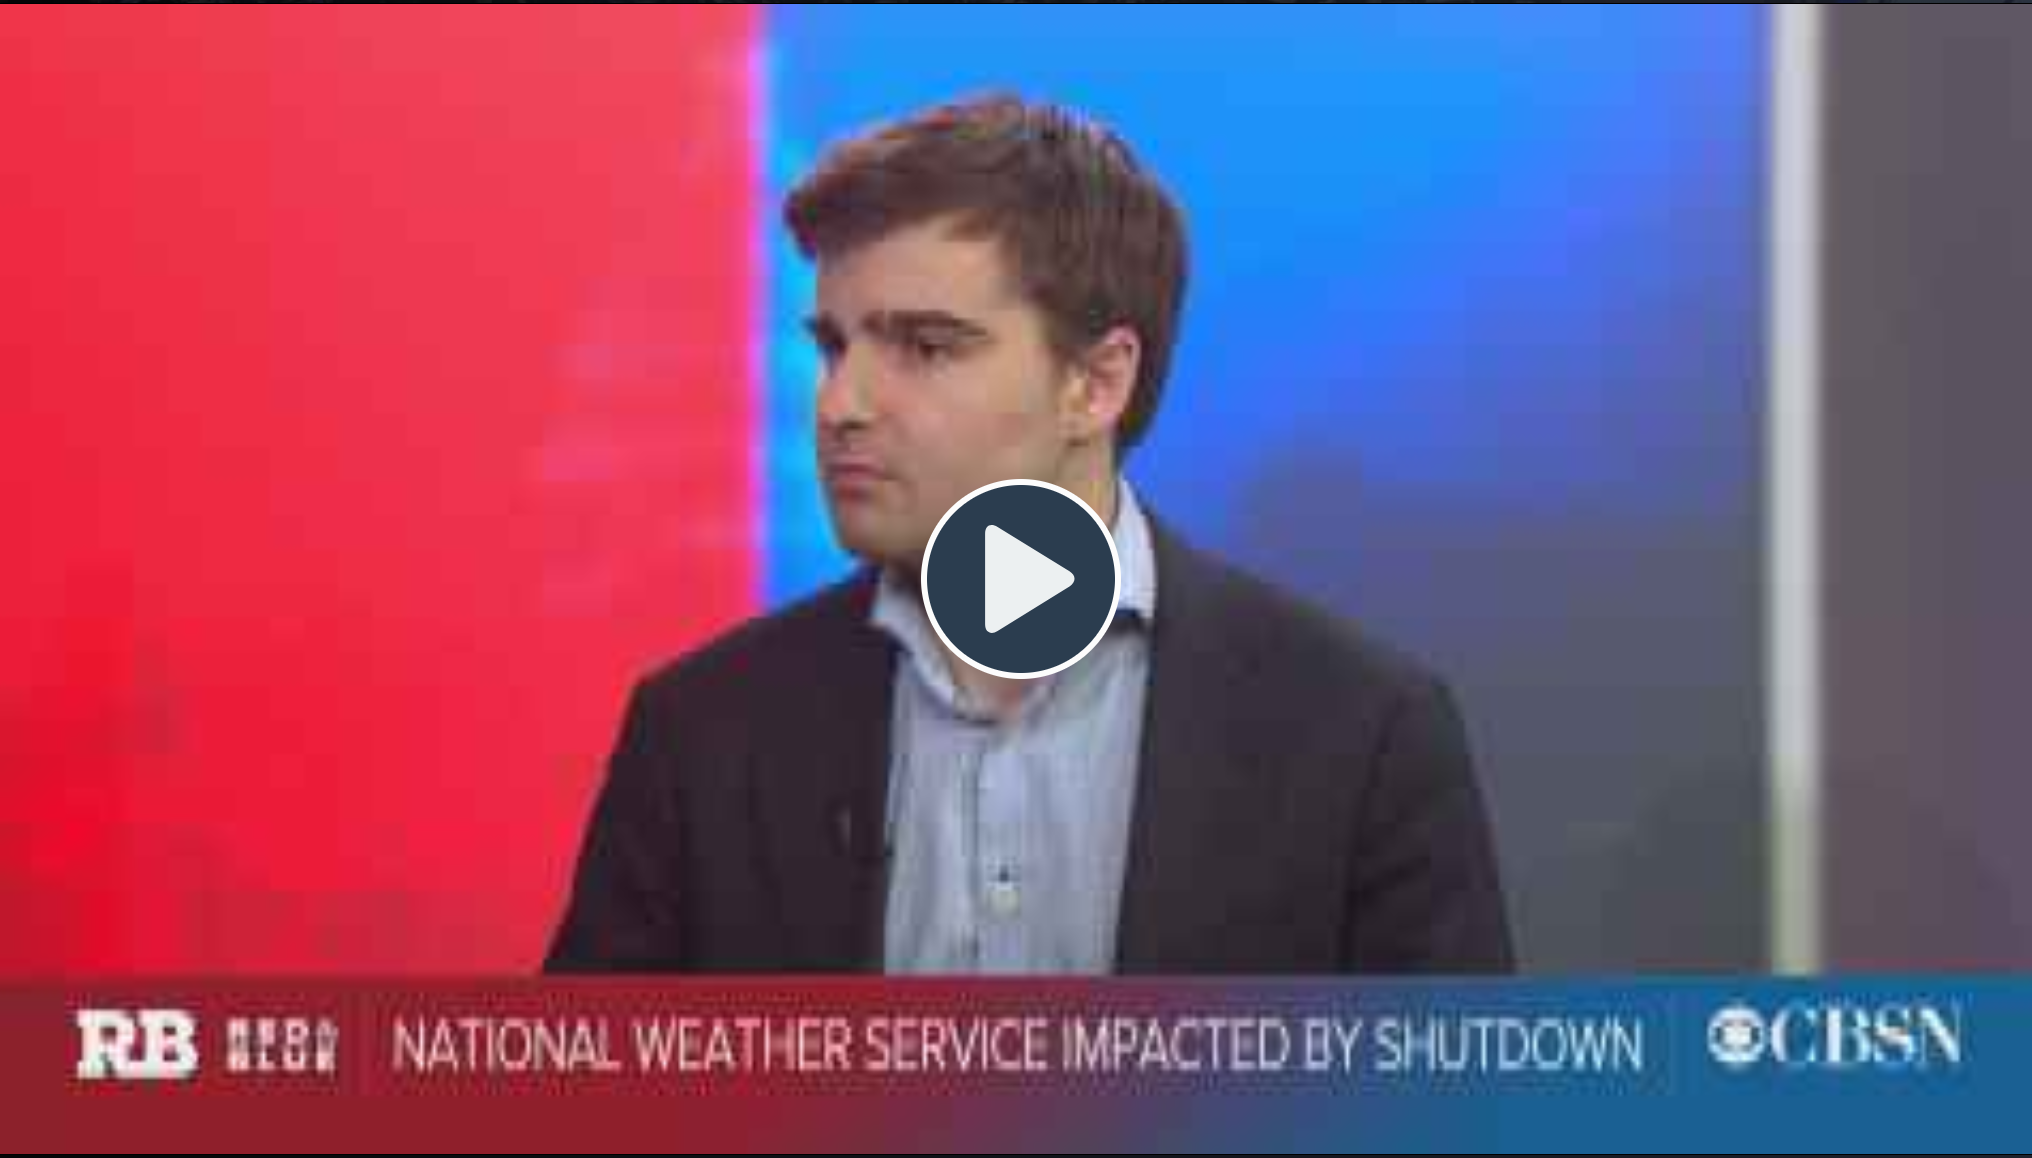 RB
NATIONAL WEATHER SERVICE IMPACTED BY SHUTDOWN
CBSN